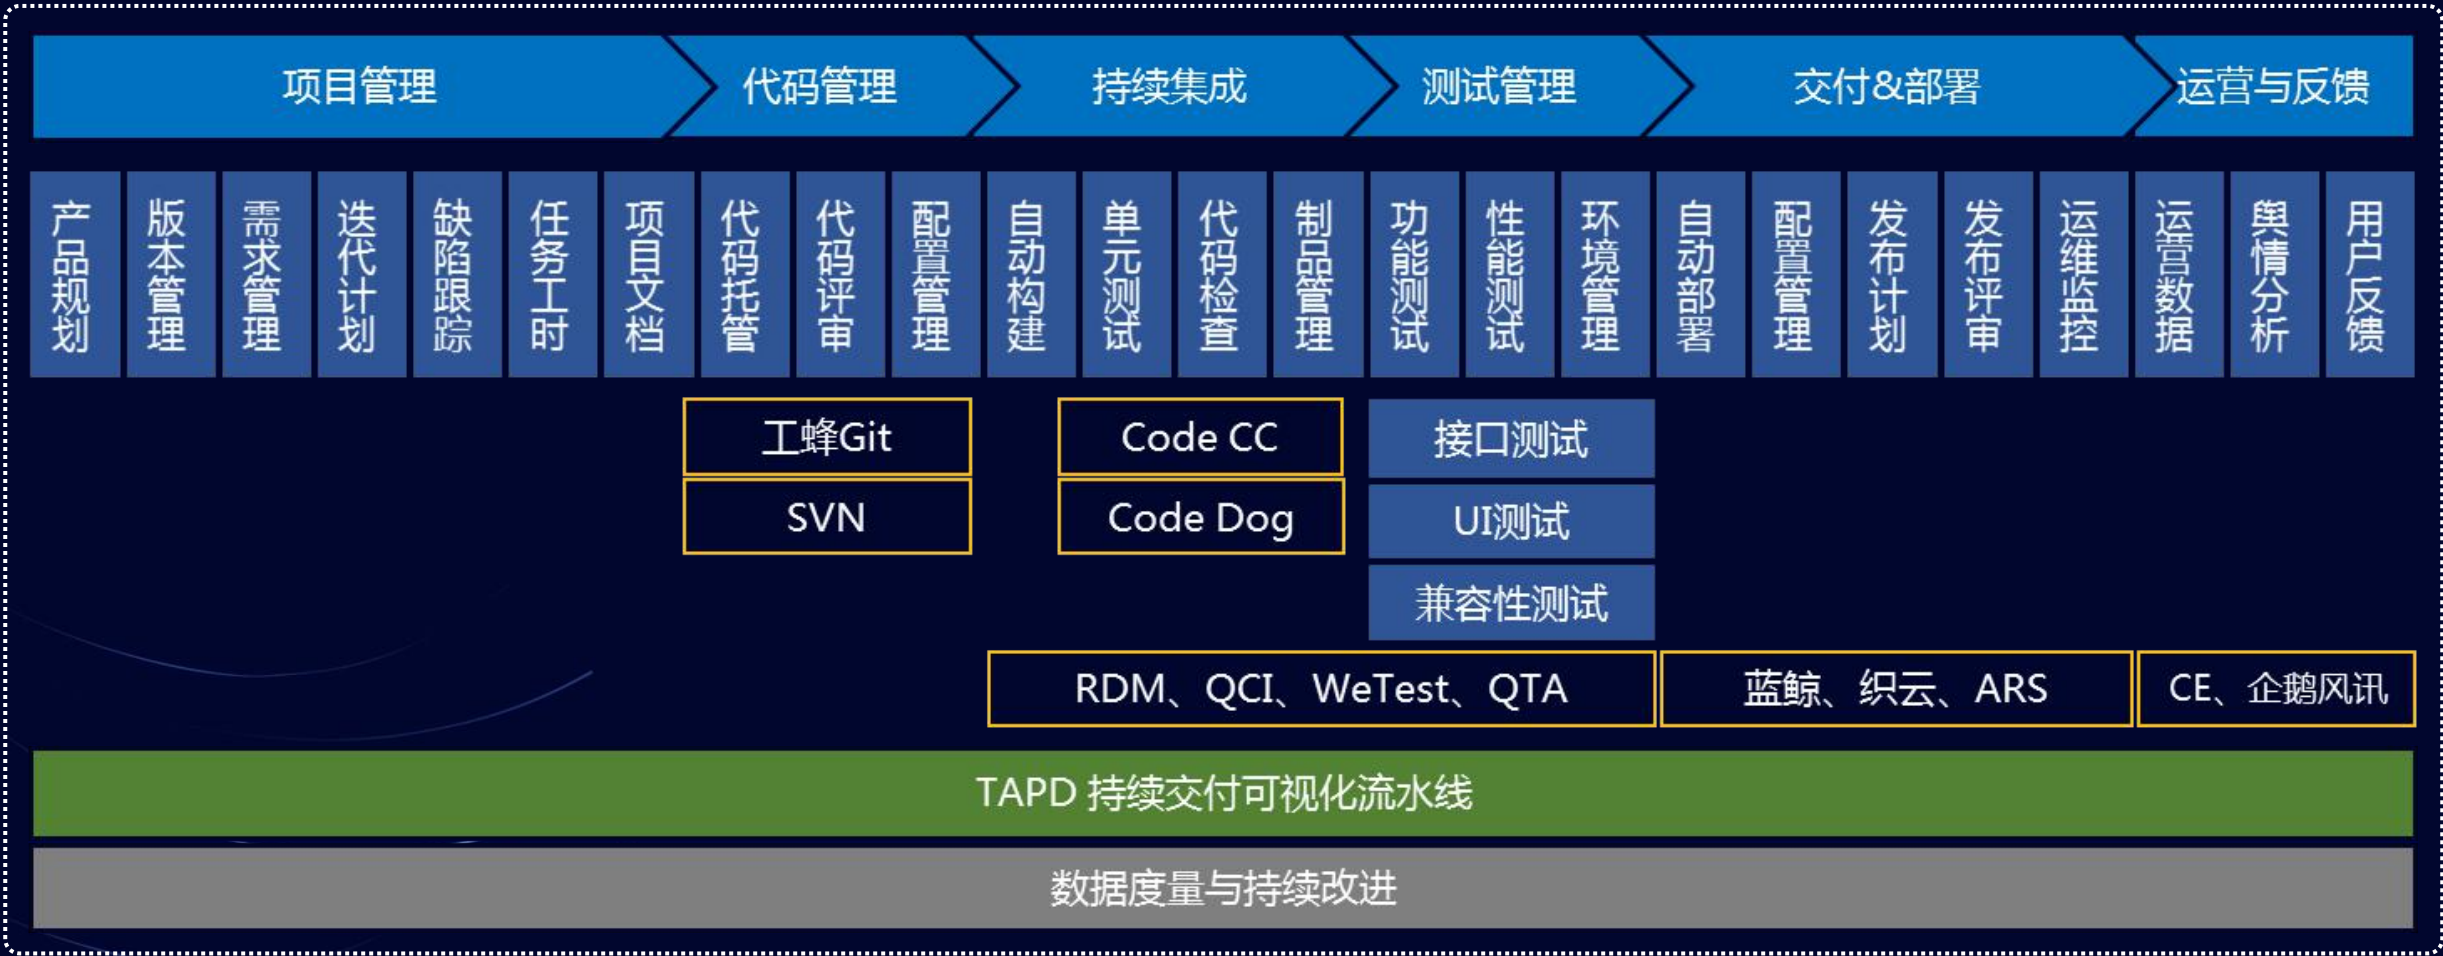 项目管理
代码管理
持续集成
测试管理
交付&部署
运营与反馈
产品规划
版本管理
需求管理
迭代计划
缺陷跟踪
任务工时
项目文档
代码托管
代码评审
配置管理
自动构建
单元测试
代码检查
制品管理
功能测试
性能测试
环境管理
自动部署
配置管理
发布计划
发布评审
运维监控
运营数据
舆情分析
用户反馈
工蜂Git
SVN
Code CC
Code Dog
接口测试
UI测试
兼容性测试
RDM、QCI、WeTest、QTA
蓝鲸、织云、ARS
CE、企鹅风讯
TAPD 持续交付可视化流水线
数据度量与持续改进